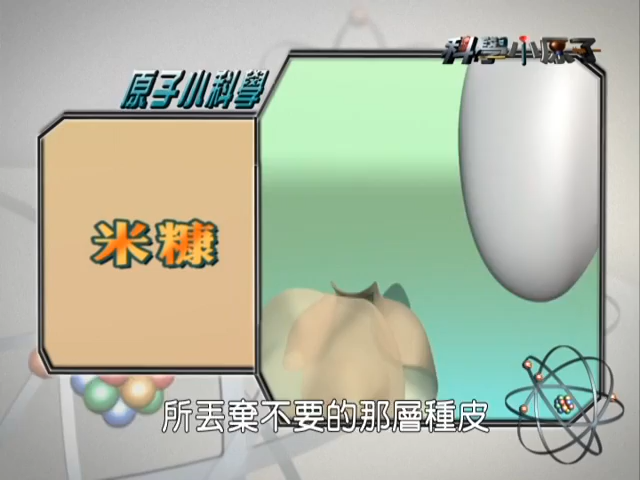 科學小原子
原子小科學
米糠
所丟棄不要的那層種皮